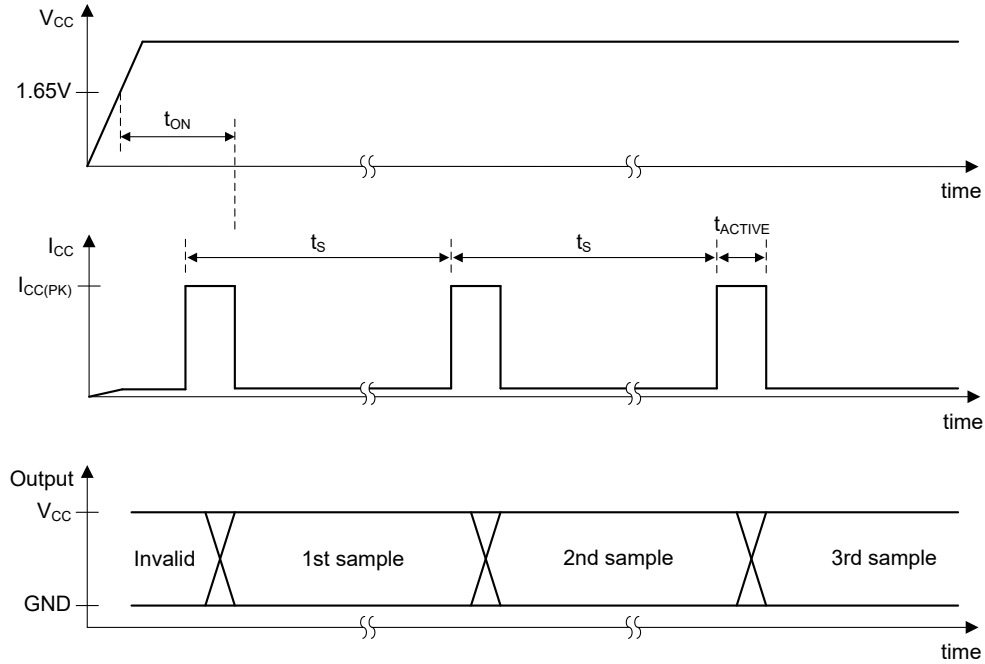 VCC
1.65V
tON
time
ICC
tS
tS
tACTIVE
ICC(PK)
time
Output
VCC
Invalid
1st sample
2nd sample
3rd sample
GND
time